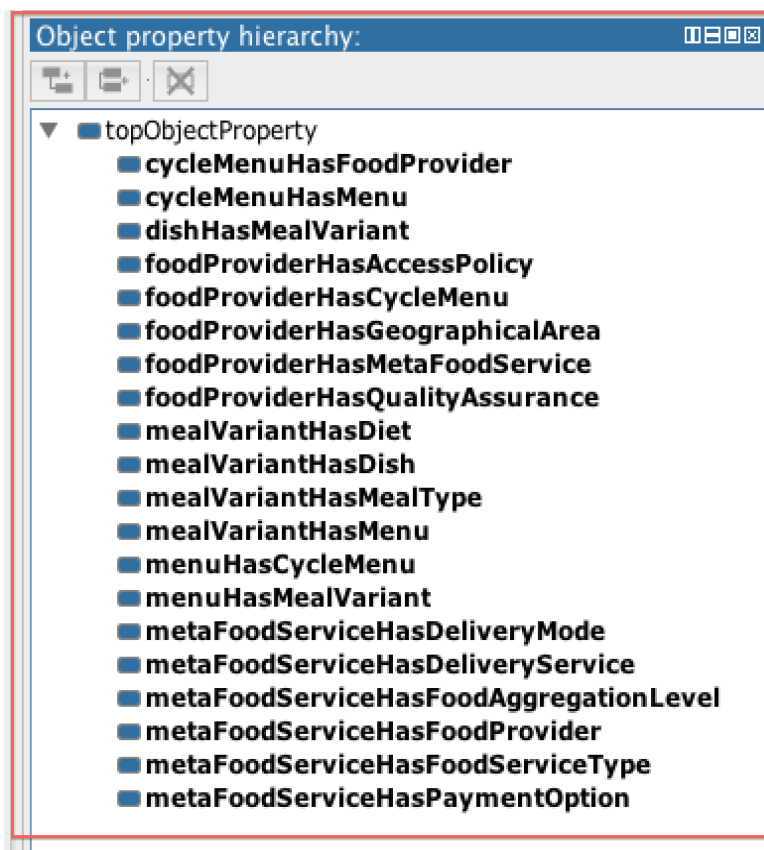 Object property hierarchy:
topObjectProperty
cycleMenuHasFoodProvider
cycleMenuHasMenu
dishHasMealVariant
foodProviderHasAccessPolicy
foodProviderHasCycleMenu
foodProviderHasGeographicalArea
foodProviderHasMetaFoodService
foodProviderHasQualityAssurance
mealVariantHasDiet
mealVariantHasDish
mealVariantHasMealType
mealVariantHasMenu
menuHasCycleMenu
menuHasMealVariant
metaFoodServiceHasDeliveryMode
metaFoodServiceHasDeliveryService
metaFoodServiceHasFoodAggregationLevel
metaFoodServiceHasFoodProvider
metaFoodServiceHasFoodServiceType
metaFoodServiceHasPaymentOption